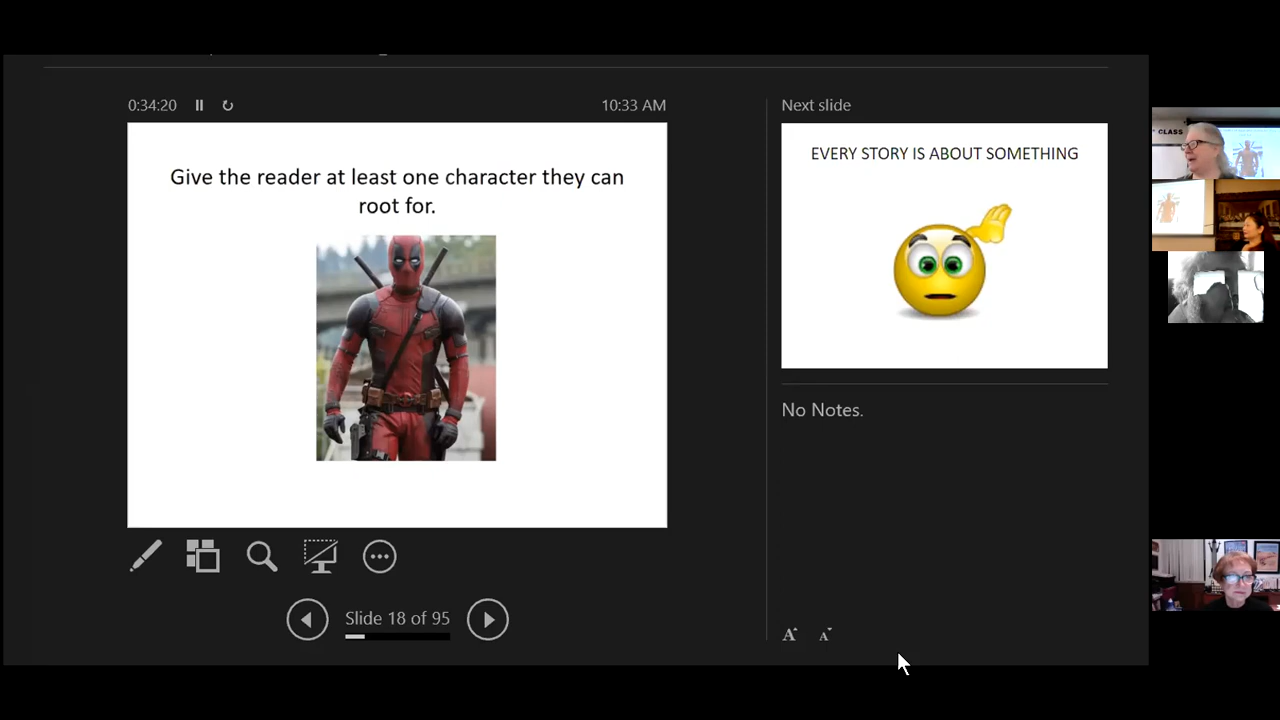 0:34:20
10:33 AM
Next slide
Give the reader at least one character they can
root for.
EVERY STORY IS ABOUT SOMETHING
No Notes.
Slide 18 of 95
A A
CLASS